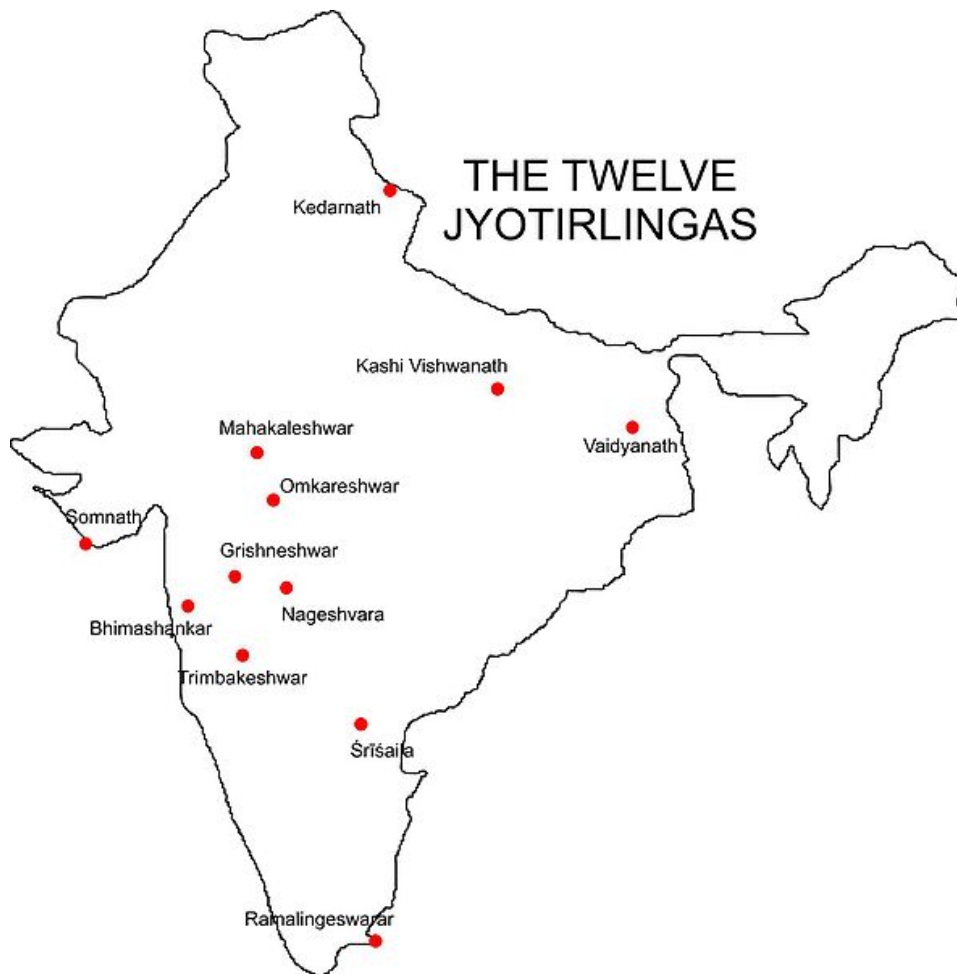 THE TWELVE
JYOTIRLINGAS
Kedarnath
Kashi Vishwanath
Mahakaleshwar
Vaidyanath
Omkareshwar
Somnath
Grishneshwar
Nageshvara
Bhimashankar
Trimbakeshwar
Śrīśaila
Ramalingeswarar